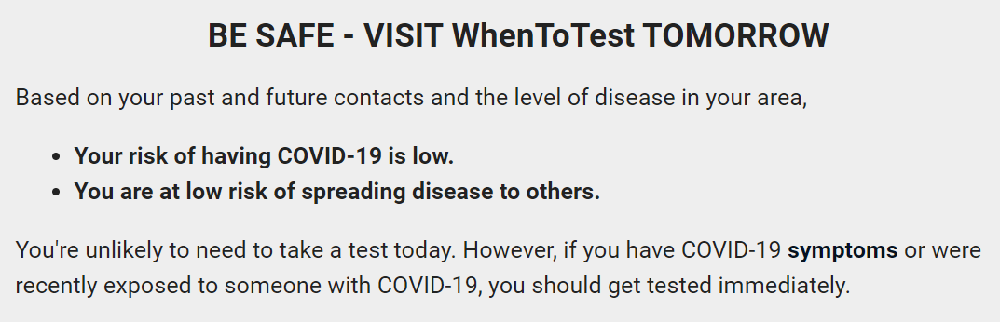 BE SAFE - VISIT WhenToTest TOMORROW
Based on your past and future contacts and the level of disease in your area,
• Your risk of having COVID-19 is low.
• You are at low risk of spreading disease to others.
You're unlikely to need to take a test today. However, if you have COVID-19 symptoms or were
recently exposed to someone with COVID-19, you should get tested immediately.